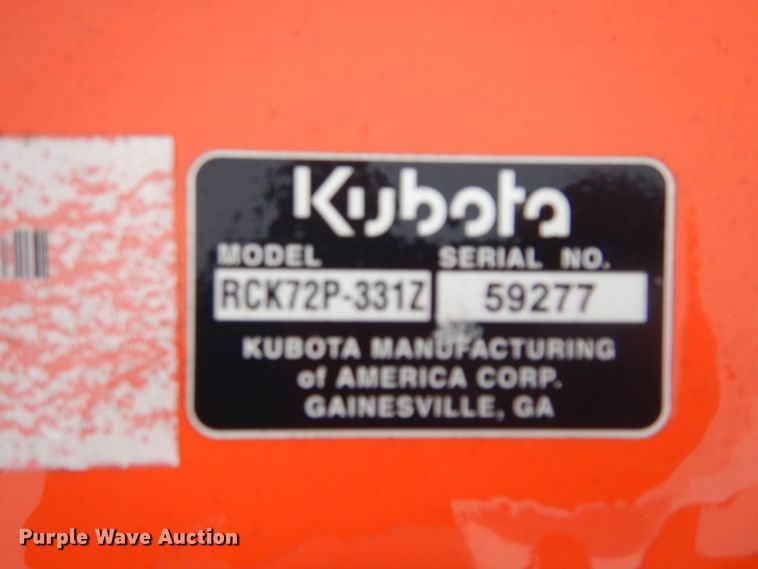 Kubota
MODEL SERIAL NO.
RCK72P-331Z 59277
KUBOTA MANUFACTURING
of AMERICA CORP.
GAINESVILLE, GA
Purple Wave Auction